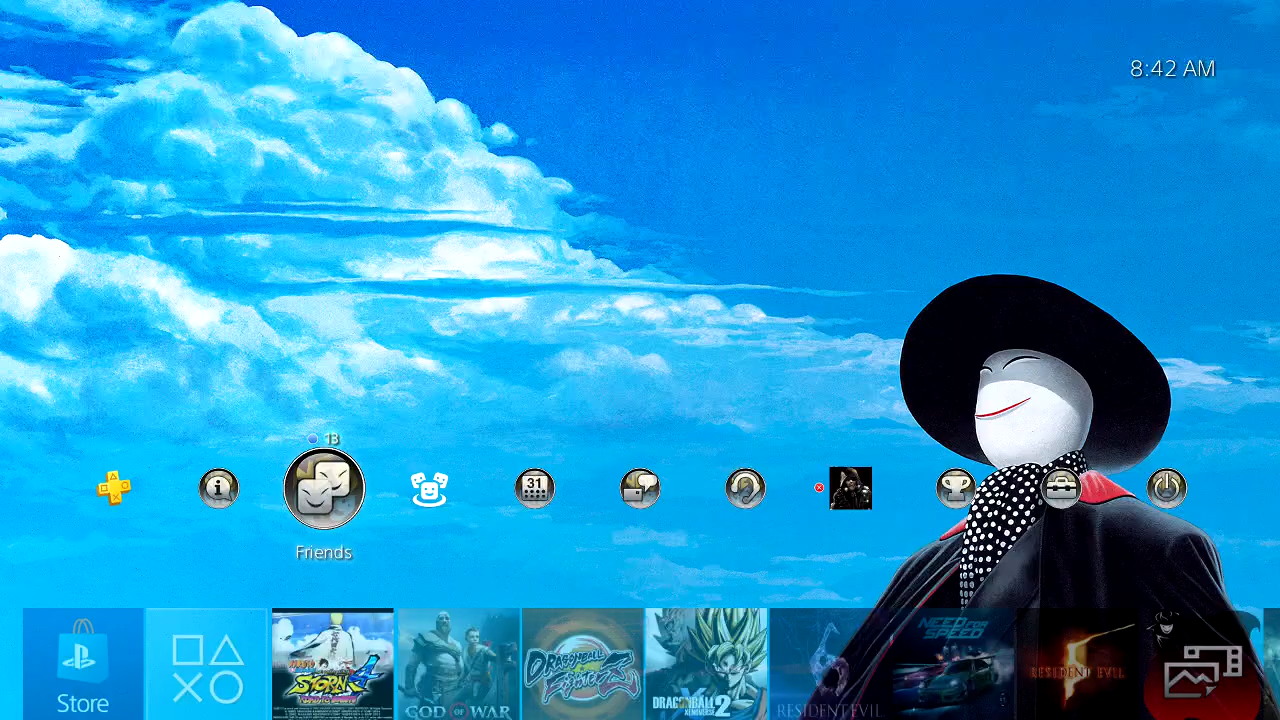 8:42 AM
13
31
Friends
Store
NARUTO
STORM 4
GOD OF WAR
DRAGONBALL
FIGHTERZ
DRAGONBALL
XENOVERSE 2
RESIDENT EVIL
NEED FOR
SPEED
RESIDENT EVIL